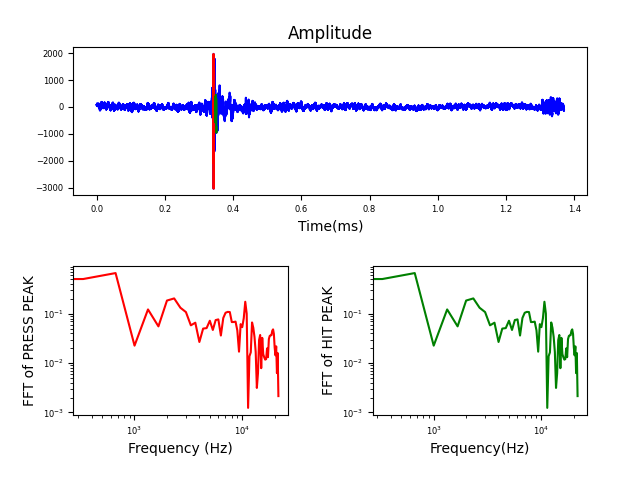 Amplitude
2000
1000
0
−1000
−2000
−3000
0.0 0.2 0.4 0.6 0.8 1.0 1.2 1.4
Time(ms)
FFT of PRESS PEAK
10⁻¹
10⁻²
10⁻³
10³ 10⁴
Frequency (Hz)
FFT of HIT PEAK
10⁻¹
10⁻²
10⁻³
10³ 10⁴
Frequency(Hz)